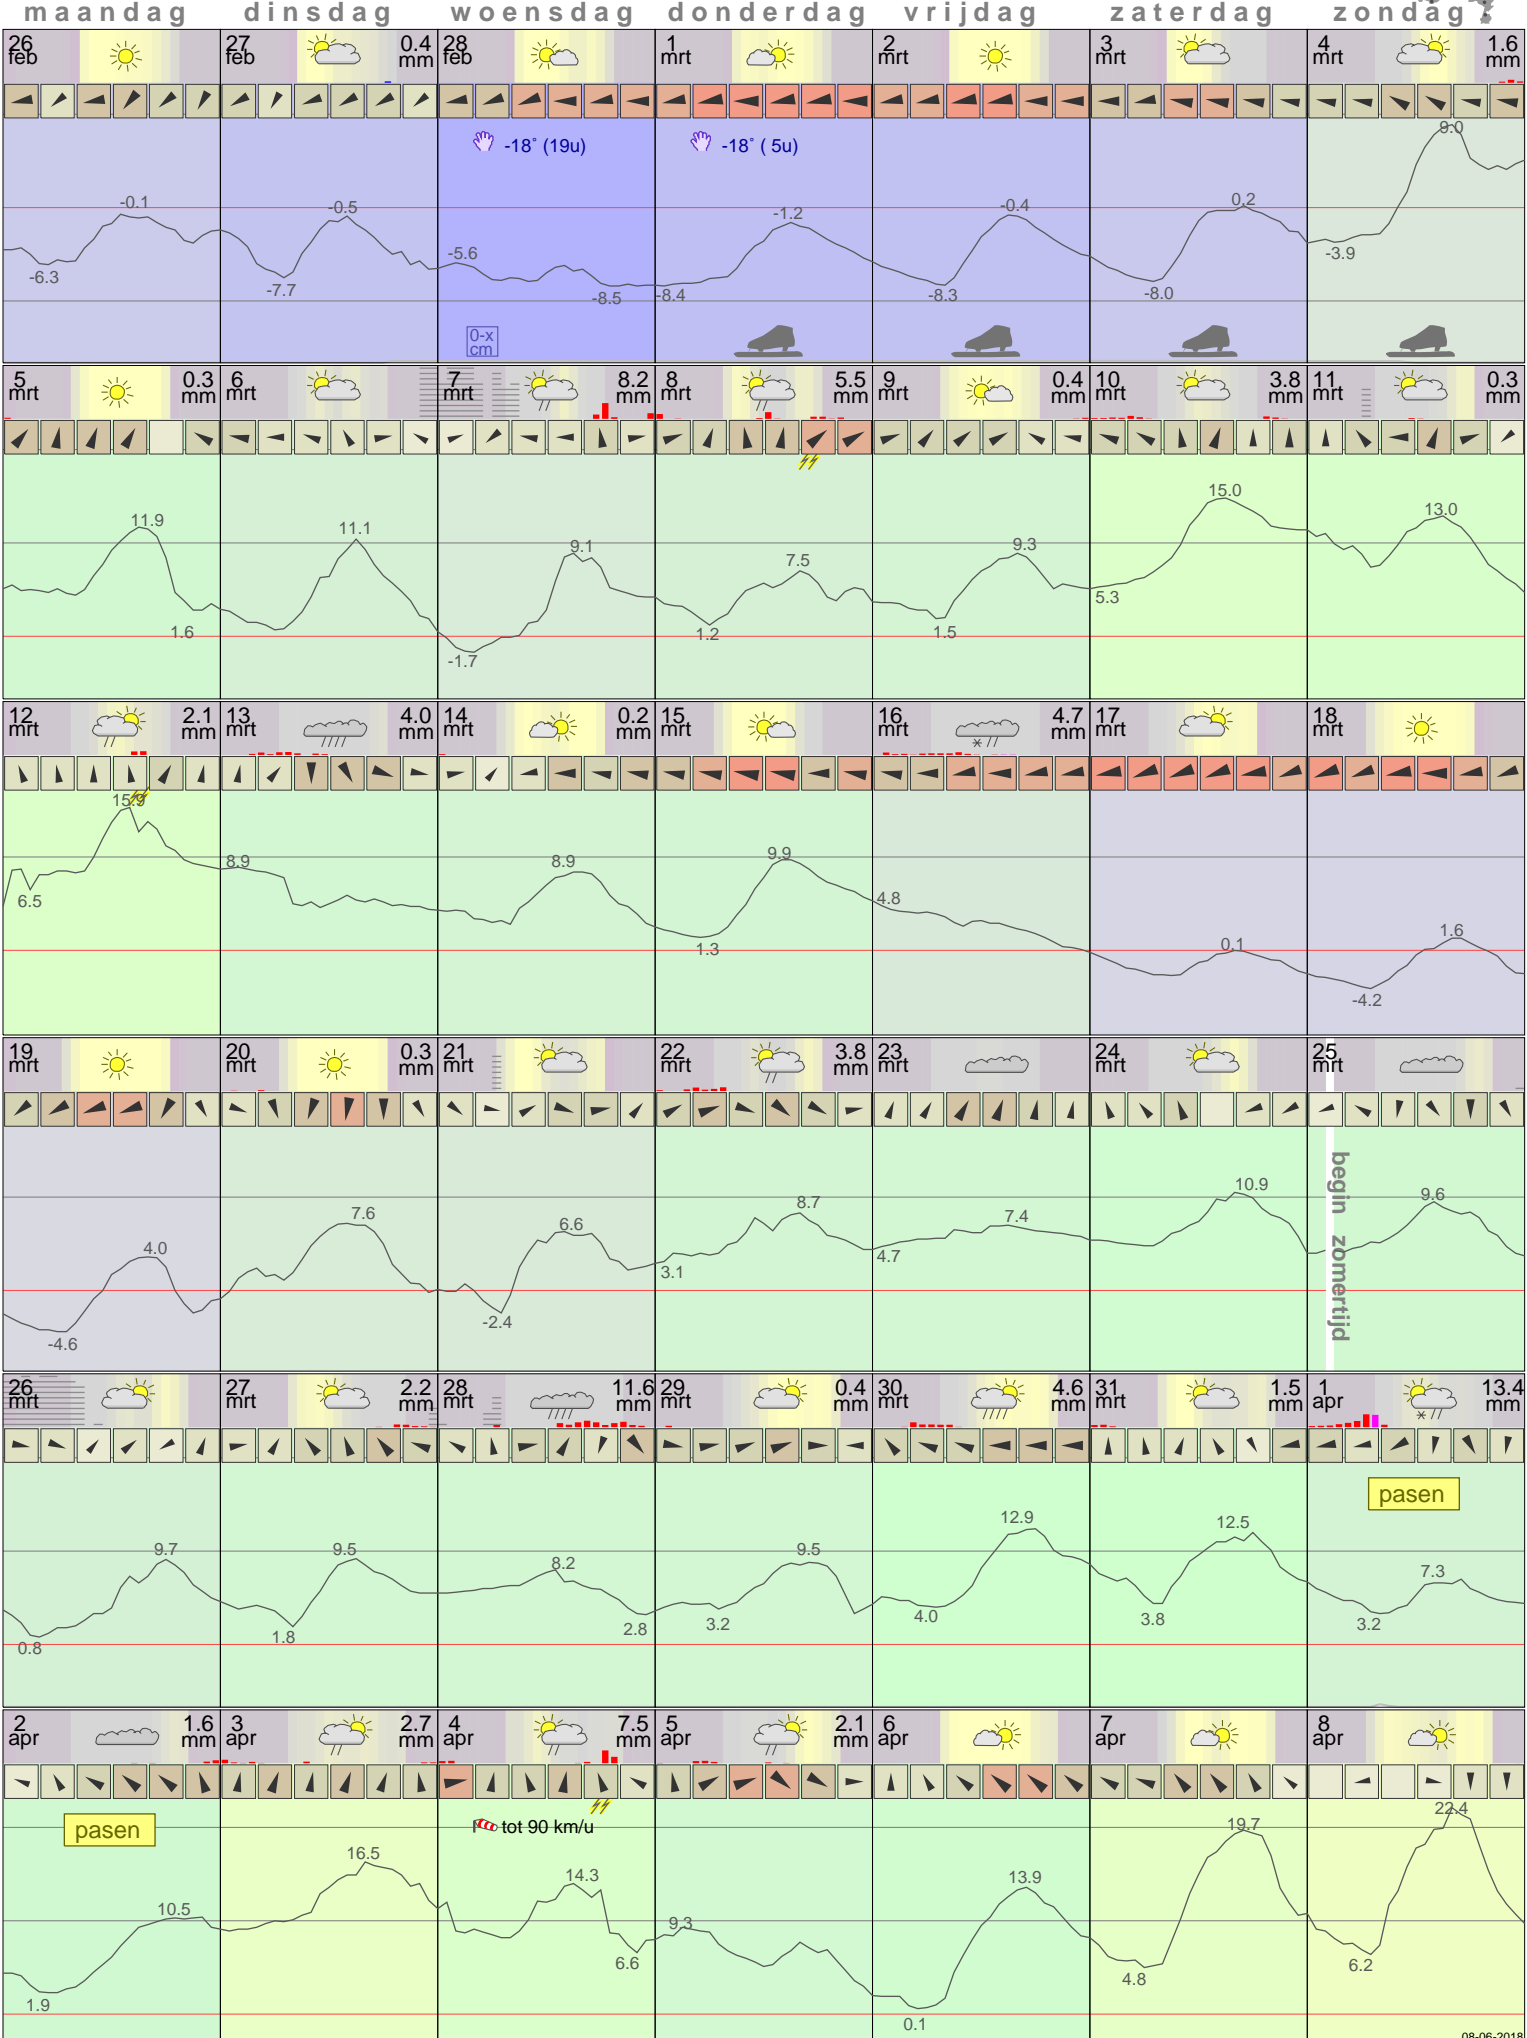 maandag dinsdag woensdag donderdag vrijdag zaterdag zondag
26 feb
27 feb 0.4 mm
28 feb
1 mrt
2 mrt
3 mrt
4 mrt 1.6 mm
-18° (19u) -18° ( 5u)
-0.1 -0.5 -5.6 -1.2 -0.4 0.2 9.0
-6.3 -7.7 -8.5 -8.4 -8.3 -8.0 -3.9
0-x cm
5 mrt 0.3 mm
6 mrt
7 mrt 8.2 mm
8 mrt 5.5 mm
9 mrt 0.4 mm
10 mrt 3.8 mm
11 mrt 0.3 mm
11.9 11.1 9.1 7.5 9.3 15.0 13.0
1.6 -1.7 1.2 1.5 5.3
12 mrt 2.1 mm
13 mrt 4.0 mm
14 mrt 0.2 mm
15 mrt
16 mrt 4.7 mm
17 mrt
18 mrt
15.9 8.9 8.9 9.9 4.8 0.1 1.6
6.5 1.3 -4.2
19 mrt
20 mrt 0.3 mm
21 mrt
22 mrt 3.8 mm
23 mrt
24 mrt
25 mrt
4.0 7.6 6.6 8.7 7.4 10.9 9.6
-4.6 -2.4 3.1 4.7
begin zomertijd
26 mrt
27 mrt 2.2 mm
28 mrt 11.6 mm
29 mrt 0.4 mm
30 mrt 4.6 mm
31 mrt 1.5 mm
1 apr 13.4 mm
pasen
9.7 9.5 8.2 9.5 12.9 12.5 7.3
0.8 1.8 2.8 3.2 4.0 3.8 3.2
2 apr 1.6 mm
3 apr 2.7 mm
4 apr 7.5 mm
5 apr 2.1 mm
6 apr
7 apr
8 apr
pasen
tot 90 km/u
10.5 16.5 14.3 9.3 13.9 19.7 22.4
1.9 6.6 0.1 4.8 6.2
08-06-2018